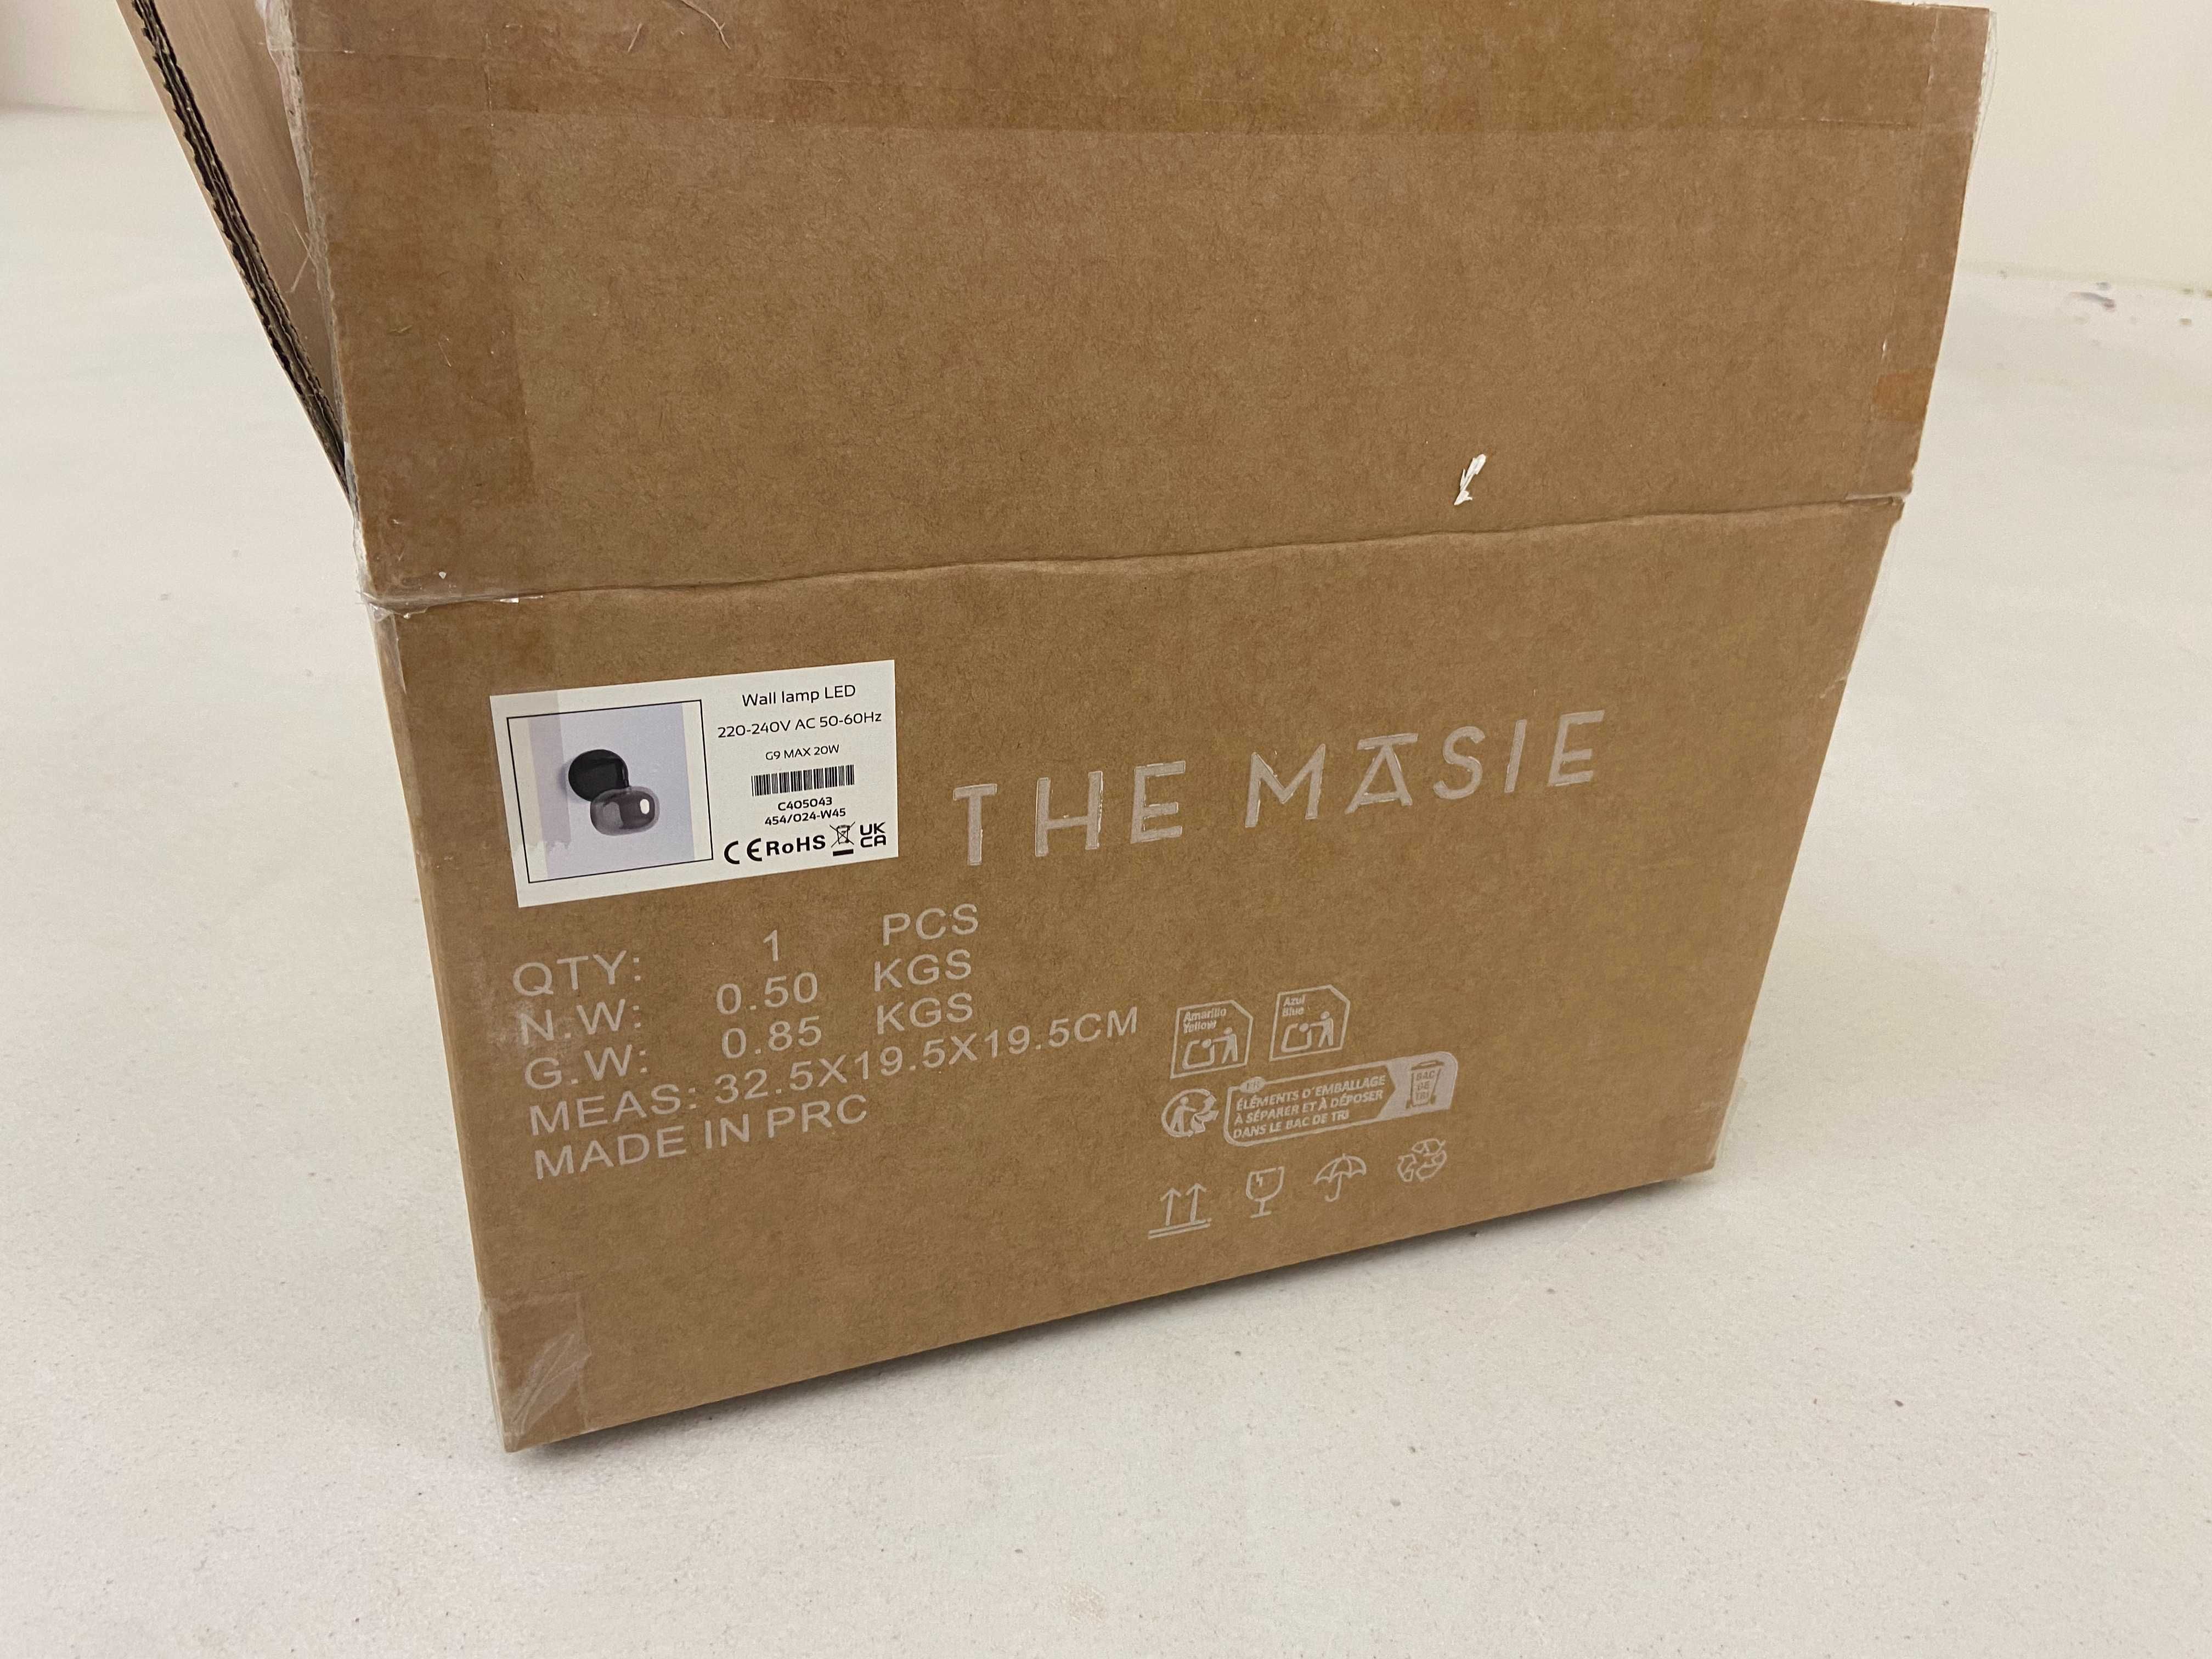 Wall lamp LED
220-240V AC 50-60Hz
G9 MAX 20W
C405043
454/024-W45
CE RoHS UK
CA
THE MASIE
QTY: 1 PCS
N.W: 0.50 KGS
G.W: 0.85 KGS
MEAS: 32.5X19.5X19.5CM
MADE IN PRC
Amarillo
Yellow
Azul
Blue
FR
ÉLÉMENTS D'EMBALLAGE
À SÉPARER ET À DÉPOSER
DANS LE BAC DE TRI
BAC
DE
TRI